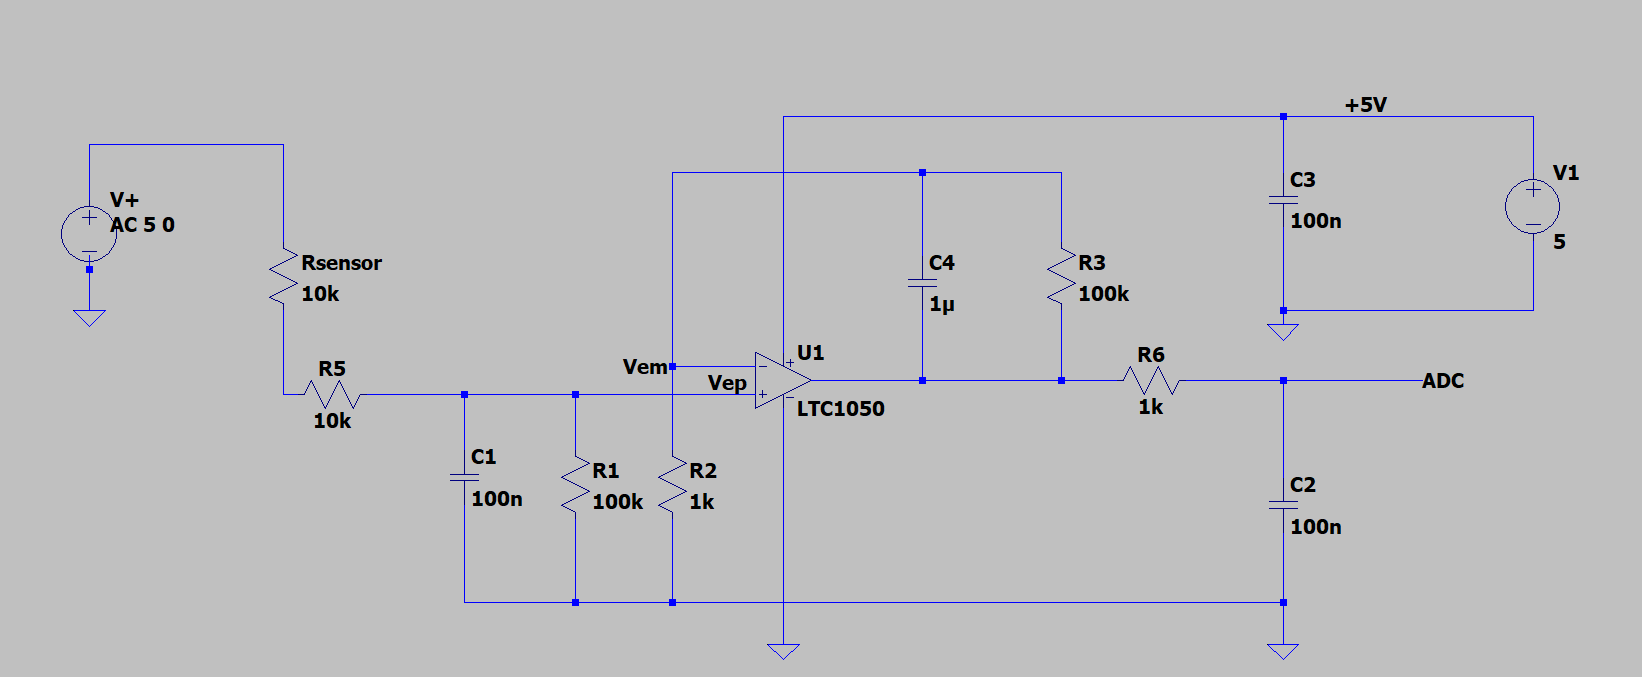 +5V
V+
AC 5 0
Rsensor
10k
R5
10k
C1
100n
R1
100k
R2
1k
Vem
Vep
U1
LTC1050
C4
1µ
R3
100k
R6
1k
C3
100n
V1
5
ADC
C2
100n